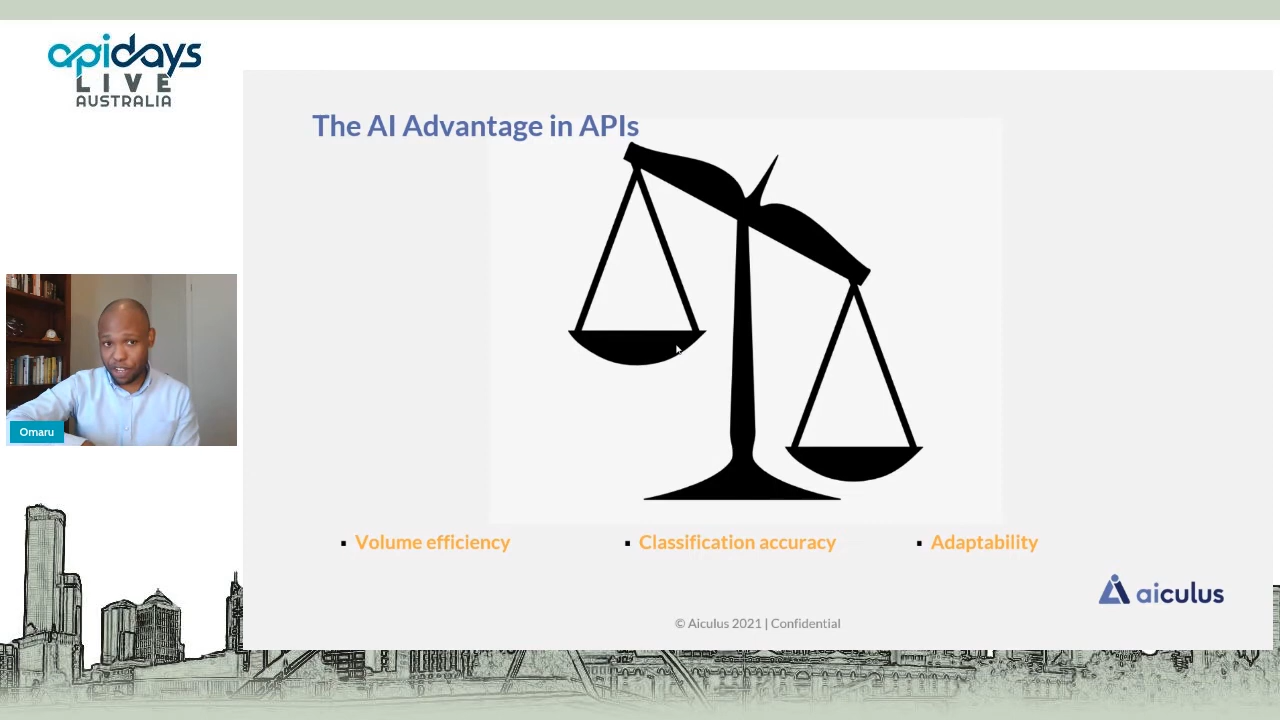 apidays
LIVE
AUSTRALIA
The AI Advantage in APIs
Omaru
▪ Volume efficiency
▪ Classification accuracy
▪ Adaptability
aiculus
© Aiculus 2021 | Confidential